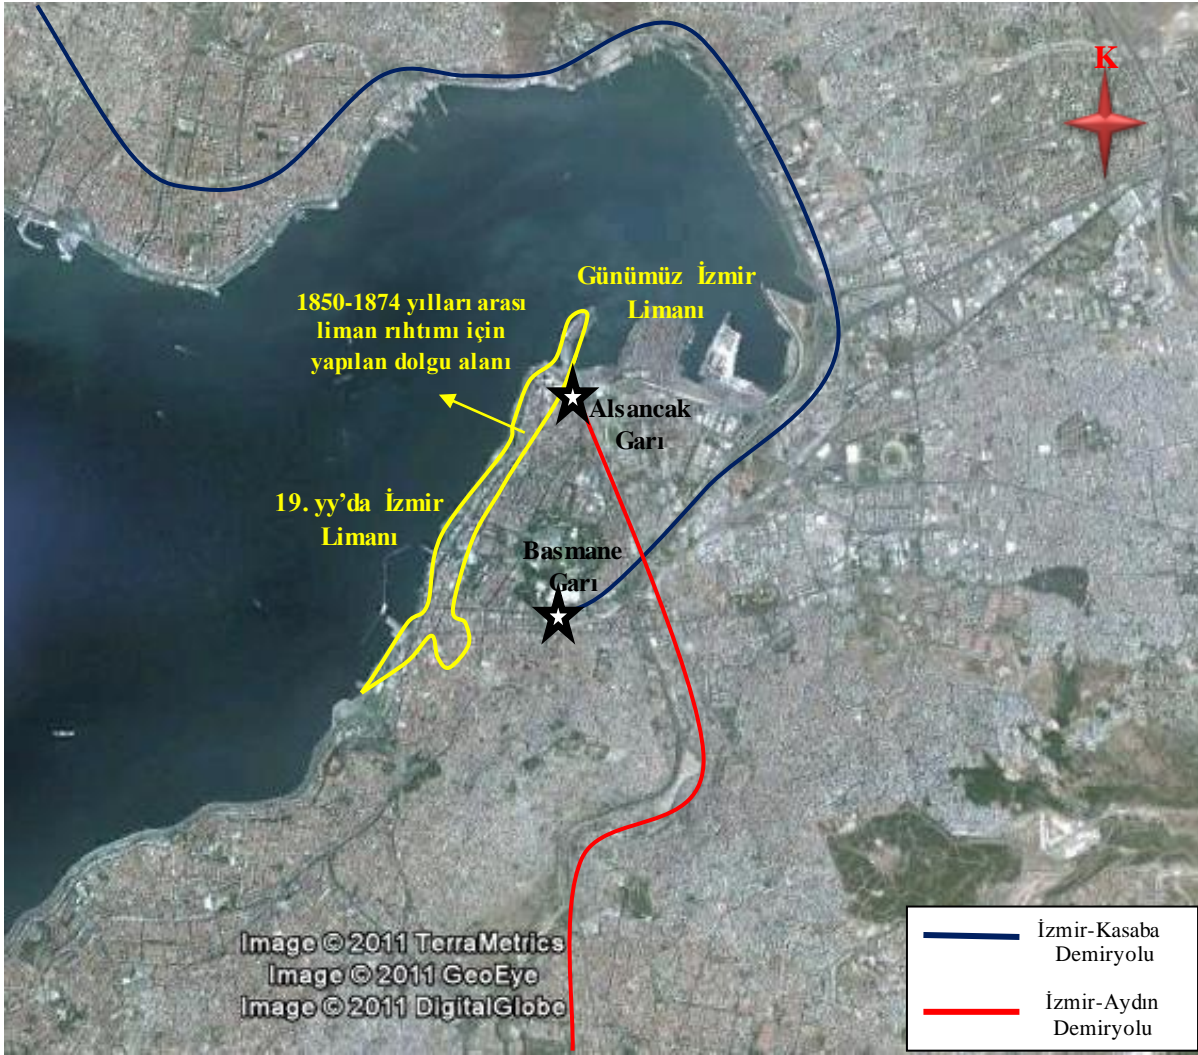 K
Günümüz İzmir
Limanı
1850-1874 yılları arası
liman rıhtımı için
yapılan dolgu alanı
Alsancak
Garı
19. yy’da İzmir
Limanı
Basmane
Garı
Image © 2011 TerraMetrics
Image © 2011 GeoEye
Image © 2011 DigitalGlobe
İzmir-Kasaba
Demiryolu
İzmir-Aydın
Demiryolu